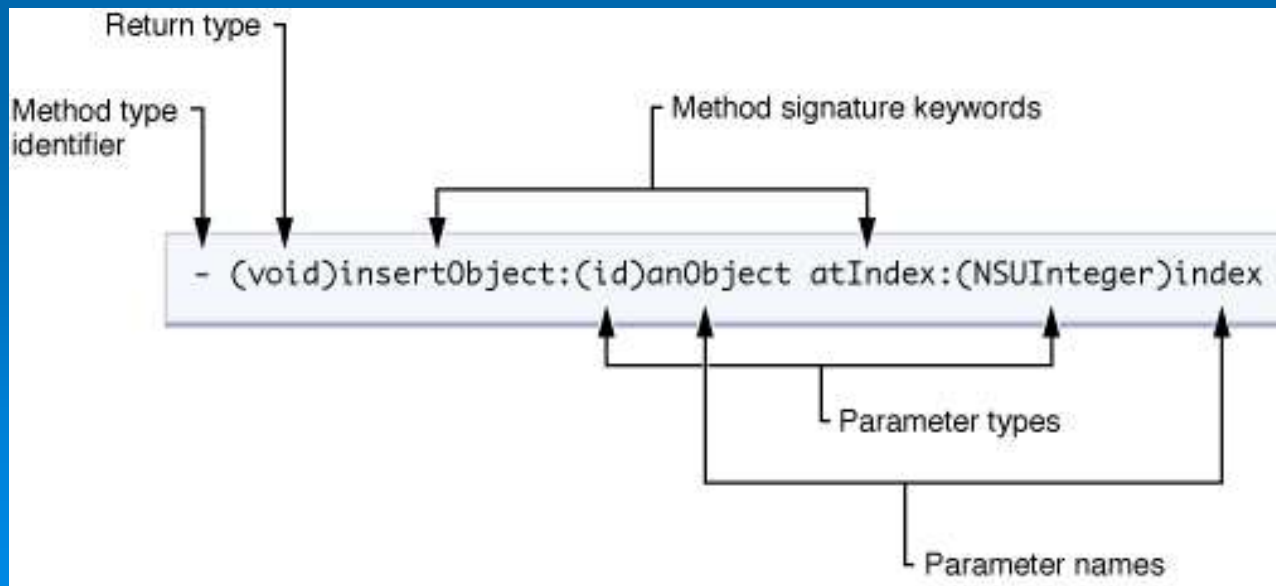 Return type
Method type
identifier
Method signature keywords
- (void)insertObject:(id)anObject atIndex:(NSUInteger)index
Parameter types
Parameter names